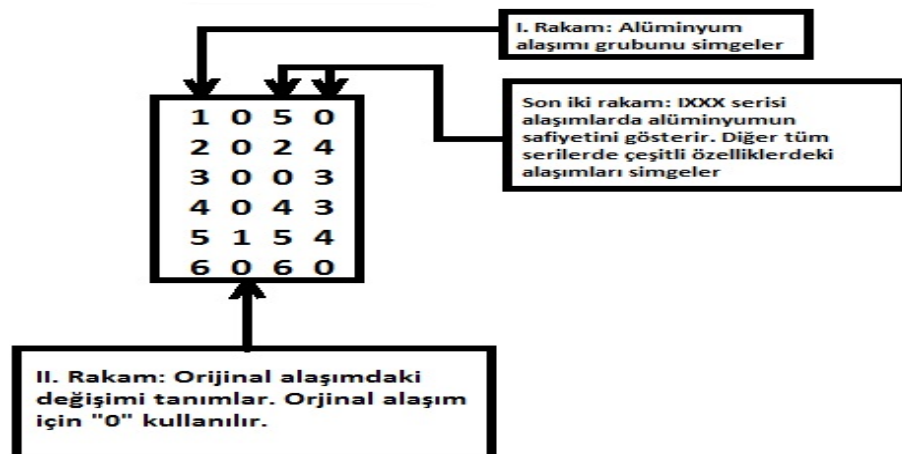 I. Rakam: Alüminyum
alaşımı grubunu simgeler
Son iki rakam: IXXX serisi
alaşımlarda alüminyumun
safiyetini gösterir. Diğer tüm
serilerde çeşitli özelliklerdeki
alaşımları simgeler
1 0 5 0
2 0 2 4
3 0 0 3
4 0 4 3
5 1 5 4
6 0 6 0
II. Rakam: Orijinal alaşımdaki
değişimi tanımlar. Orjinal alaşım
için "0" kullanılır.